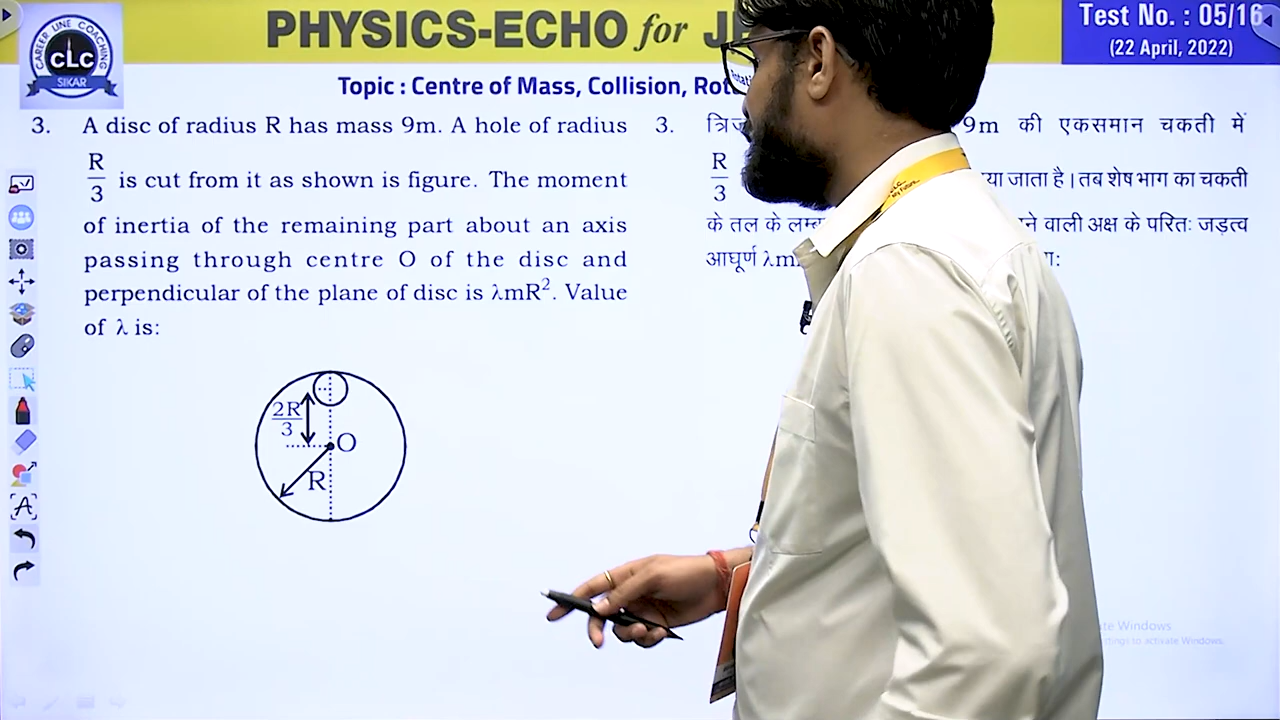 PHYSICS-ECHO for
Test No. : 05/16
(22 April, 2022)
CAREER LINE COACHING
CLC
SIKAR
Topic : Centre of Mass, Collision,
3. A disc of radius R has mass 9m. A hole of radius
R/3 is cut from it as shown is figure. The moment
of inertia of the remaining part about an axis
passing through centre O of the disc and
perpendicular of the plane of disc is λmR². Value
of λ is:
2R/3
O
R
3. 9m की एकसमान चकती में
R/3 जाता है। तब शेष भाग का चकती
के तल के वाली अक्ष के परितः जड़त्व
आघूर्ण